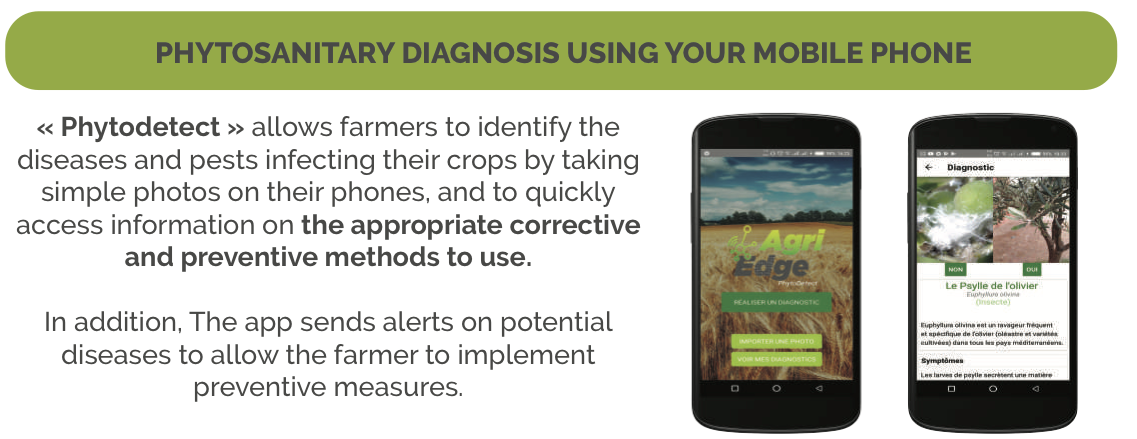 PHYTOSANITARY DIAGNOSIS USING YOUR MOBILE PHONE
« Phytodetect » allows farmers to identify the
diseases and pests infecting their crops by taking
simple photos on their phones, and to quickly
access information on the appropriate corrective
and preventive methods to use.
In addition, The app sends alerts on potential
diseases to allow the farmer to implement
preventive measures.
Agri
Edge
PhytoDetect
RÉALISER UN DIAGNOSTIC
IMPORTER UNE PHOTO
VOIR MES DIAGNOSTICS
Diagnostic
NON
OUI
Le Psylle de l'olivier
Euphyllura olivina
(Insecte)
Euphyllura olivina est un ravageur fréquent
et spécifique de l'olivier (oléastre et variétés
cultivées) dans tous les pays méditerranéens.
Symptômes
Les larves de psylle secrètent une matière